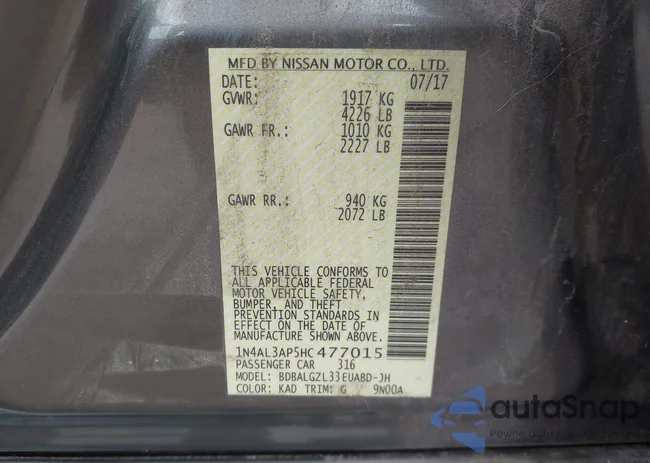 MFD BY NISSAN MOTOR CO., LTD.
DATE: 07/17
GVWR: 1917 KG
4226 LB
GAWR FR.: 1010 KG
2227 LB
GAWR RR.: 940 KG
2072 LB
THIS VEHICLE CONFORMS TO
ALL APPLICABLE FEDERAL
MOTOR VEHICLE SAFETY,
BUMPER, AND THEFT
PREVENTION STANDARDS IN
EFFECT ON THE DATE OF
MANUFACTURE SHOWN ABOVE.
1N4AL3AP5HC477015
PASSENGER CAR 316
MODEL: BDBALGZL33EUABD-JH
COLOR: KAD TRIM: G 9N00A
autoSnap